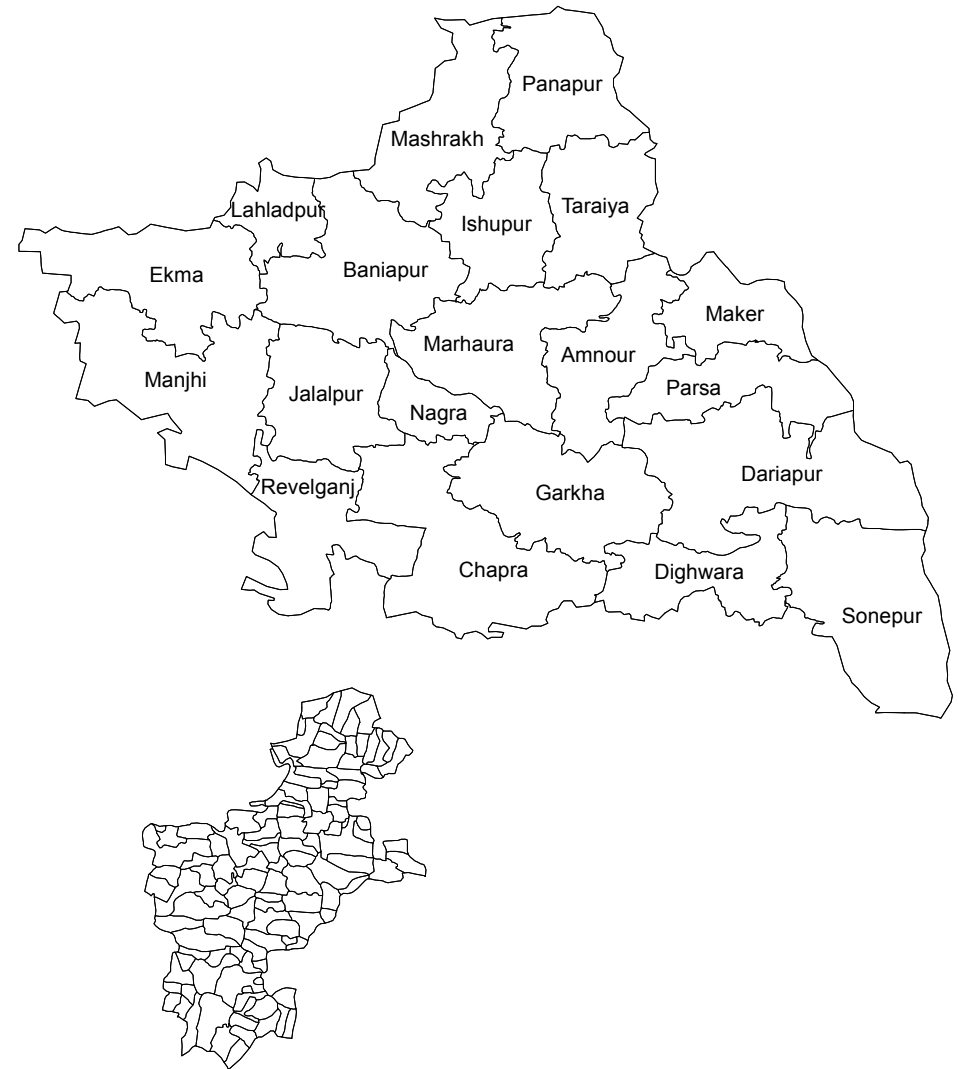 Panapur
Mashrakh
Lahladpur
Taraiya
Ishupur
Ekma
Baniapur
Maker
Marhaura
Amnour
Manjhi
Parsa
Jalalpur
Nagra
Dariapur
Revelganj
Garkha
Chapra
Dighwara
Sonepur